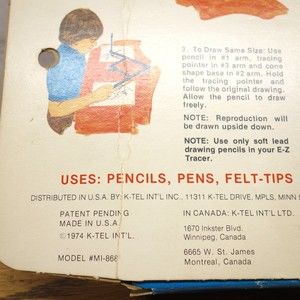 3. To Draw Same Size: Use
pencil in #1 arm, tracing
pointer in #3 arm and cone
shape base in #2 arm. Hold
the tracing pointer and
follow the original drawing.
Allow the pencil to draw
freely.
NOTE: Reproduction will
be drawn upside down.
NOTE: Use only soft lead
drawing pencils in your E-Z
Tracer.
USES: PENCILS, PENS, FELT-TIPS
DISTRIBUTED IN U.S.A. BY: K-TEL INT'L INC., 11311 K-TEL DRIVE, MPLS, MINN
PATENT PENDING
MADE IN U.S.A.
© 1974 K-TEL INT'L.
MODEL #MI-868
IN CANADA: K-TEL INT'L LTD.
1670 Inkster Blvd.
Winnipeg, Canada
6665 W. St. James
Montreal, Canada